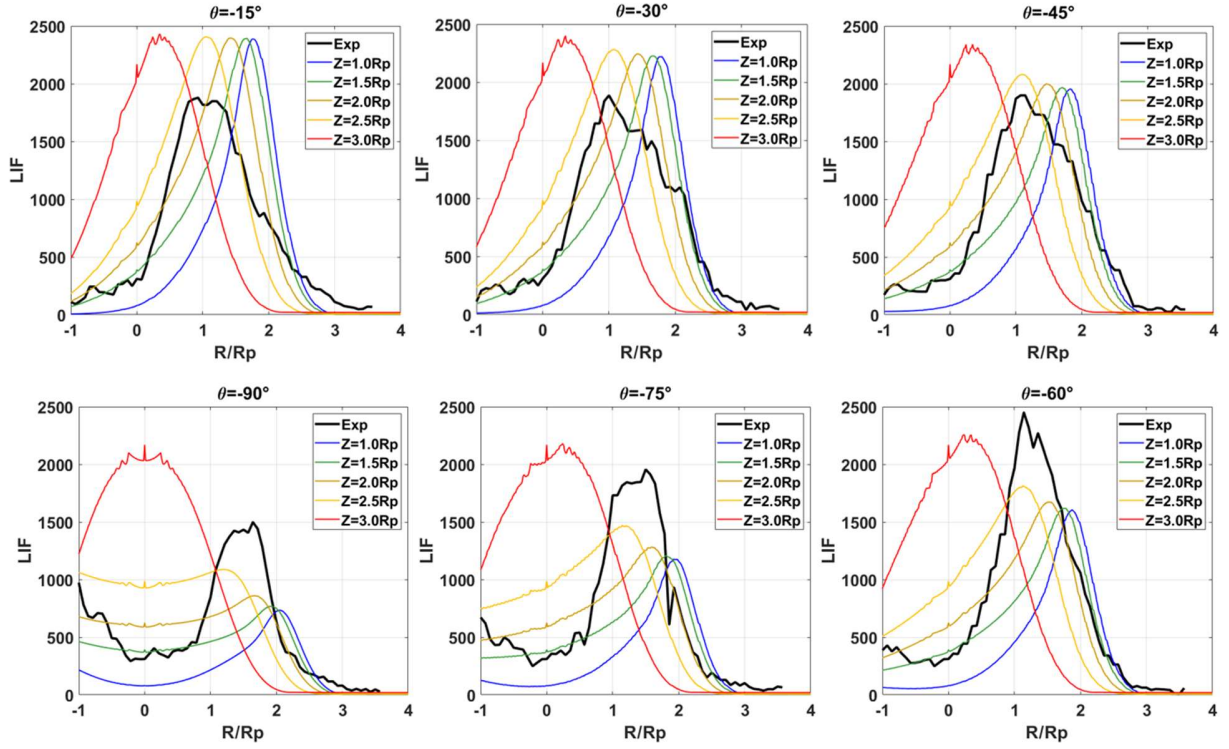 θ=-15°
2500
2000
1500
1000
500
0
LIF
-1 0 1 2 3 4
R/Rp
Exp
Z=1.0Rp
Z=1.5Rp
Z=2.0Rp
Z=2.5Rp
Z=3.0Rp
θ=-30°
2500
2000
1500
1000
500
0
LIF
-1 0 1 2 3 4
R/Rp
Exp
Z=1.0Rp
Z=1.5Rp
Z=2.0Rp
Z=2.5Rp
Z=3.0Rp
θ=-45°
2500
2000
1500
1000
500
0
LIF
-1 0 1 2 3 4
R/Rp
Exp
Z=1.0Rp
Z=1.5Rp
Z=2.0Rp
Z=2.5Rp
Z=3.0Rp
θ=-90°
2500
2000
1500
1000
500
0
LIF
-1 0 1 2 3 4
R/Rp
Exp
Z=1.0Rp
Z=1.5Rp
Z=2.0Rp
Z=2.5Rp
Z=3.0Rp
θ=-75°
2500
2000
1500
1000
500
0
LIF
-1 0 1 2 3 4
R/Rp
Exp
Z=1.0Rp
Z=1.5Rp
Z=2.0Rp
Z=2.5Rp
Z=3.0Rp
θ=-60°
2500
2000
1500
1000
500
0
LIF
-1 0 1 2 3 4
R/Rp
Exp
Z=1.0Rp
Z=1.5Rp
Z=2.0Rp
Z=2.5Rp
Z=3.0Rp